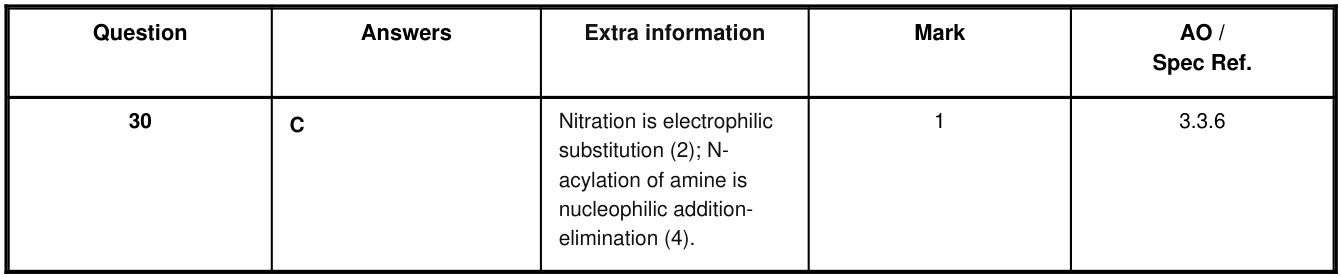 Question Answers Extra information Mark AO /
Spec Ref.
30 C Nitration is electrophilic 1 3.3.6
substitution (2); N-
acylation of amine is
nucleophilic addition-
elimination (4).